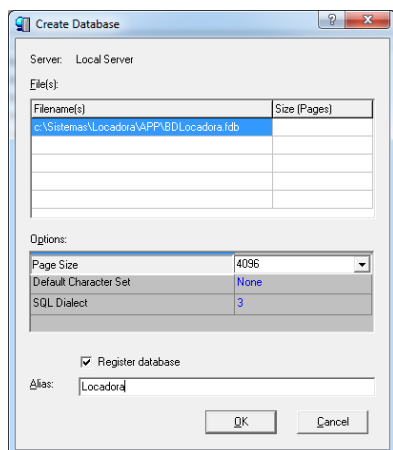 Create Database
Server: Local Server
File(s):
Filename(s) Size (Pages)
c:\Sistemas\Locadora\APP\BDLocadora.fdb
Options:
Page Size 4096
Default Character Set None
SQL Dialect 3
Register database
Alias: Locadora
OK Cancel